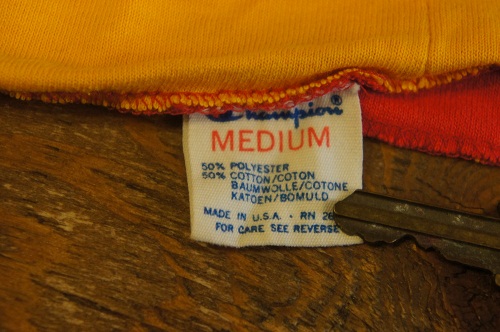 Champion®
MEDIUM
50% POLYESTER
50% COTTON/COTON
BAUMWOLLE/COTONE
KATOEN/BOMULD
MADE IN U.S.A. • RN 26
FOR CARE SEE REVERSE